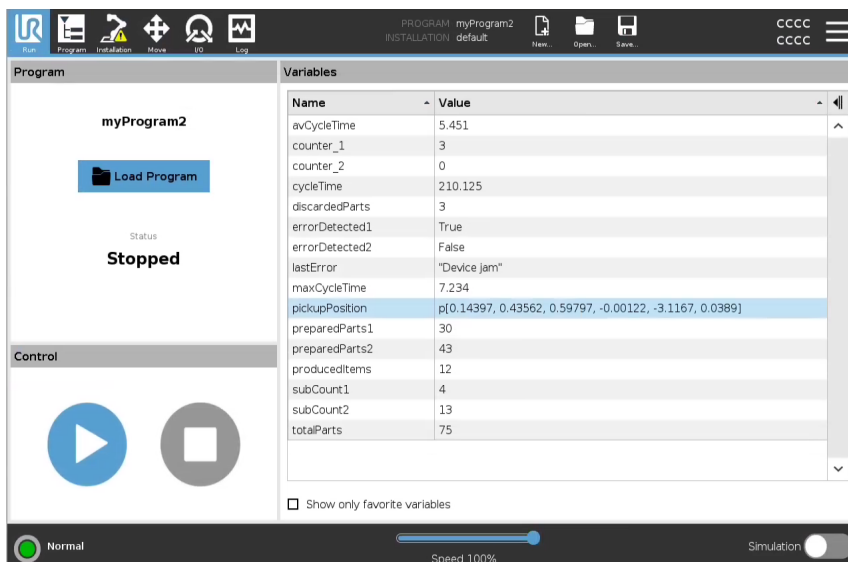 PROGRAM myProgram2
INSTALLATION default
CCCC
CCCC
UR
Run
Program
Installation
Move
I/O
Log
New...
Open...
Save...
Program
myProgram2
Load Program
Status
Stopped
Control
Variables
Name Value
avCycleTime 5.451
counter_1 3
counter_2 0
cycleTime 210.125
discardedParts 3
errorDetected1 True
errorDetected2 False
lastError "Device jam"
maxCycleTime 7.234
pickupPosition p[0.14397, 0.43562, 0.59797, -0.00122, -3.1167, 0.0389]
preparedParts1 30
preparedParts2 43
producedItems 12
subCount1 4
subCount2 13
totalParts 75
Show only favorite variables
Normal
Speed 100%
Simulation